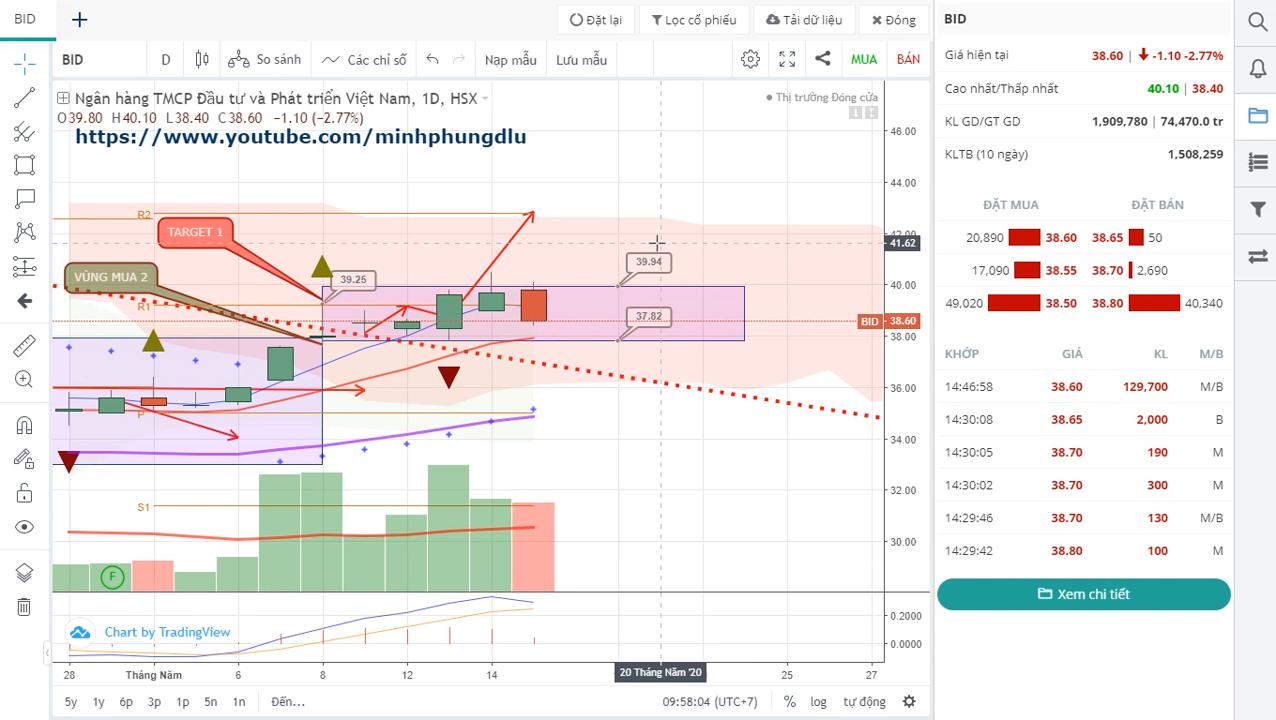 BID
Đặt lại
Lọc cổ phiếu
Tải dữ liệu
Đóng
BID
D
So sánh
Các chỉ số
Nạp mẫu
Lưu mẫu
MUA
BÁN
Ngân hàng TMCP Đầu tư và Phát triển Việt Nam, 1D, HSX
Thị trường Đóng cửa
O39.80 H40.10 L38.40 C38.60 −1.10 (−2.77%)
https://www.youtube.com/minhphungdlu
46.00
44.00
42.00
41.62
40.00
BID 38.60
38.00
36.00
34.00
32.00
30.00
0.2000
0.0000
R2
TARGET 1
VÙNG MUA 2
39.25
39.94
37.82
R1
P
S1
F
Chart by TradingView
28 Tháng Năm 6 8 12 14 20 Tháng Năm '20 25 27
5y 1y 6p 3p 1p 5n 1n Đến...
09:58:04 (UTC+7) % log tự động
BID
Giá hiện tại 38.60 | -1.10 -2.77%
Cao nhất/Thấp nhất 40.10 | 38.40
KL GD/GT GD 1,909,780 | 74,470.0 tr
KLTB (10 ngày) 1,508,259
ĐẶT MUA ĐẶT BÁN
20,890 38.60 38.65 50
17,090 38.55 38.70 2,690
49,020 38.50 38.80 40,340
KHỚP GIÁ KL M/B
14:46:58 38.60 129,700 M/B
14:30:08 38.65 2,000 B
14:30:05 38.70 190 M
14:30:02 38.70 300 M
14:29:46 38.70 130 M/B
14:29:42 38.80 100 M
Xem chi tiết